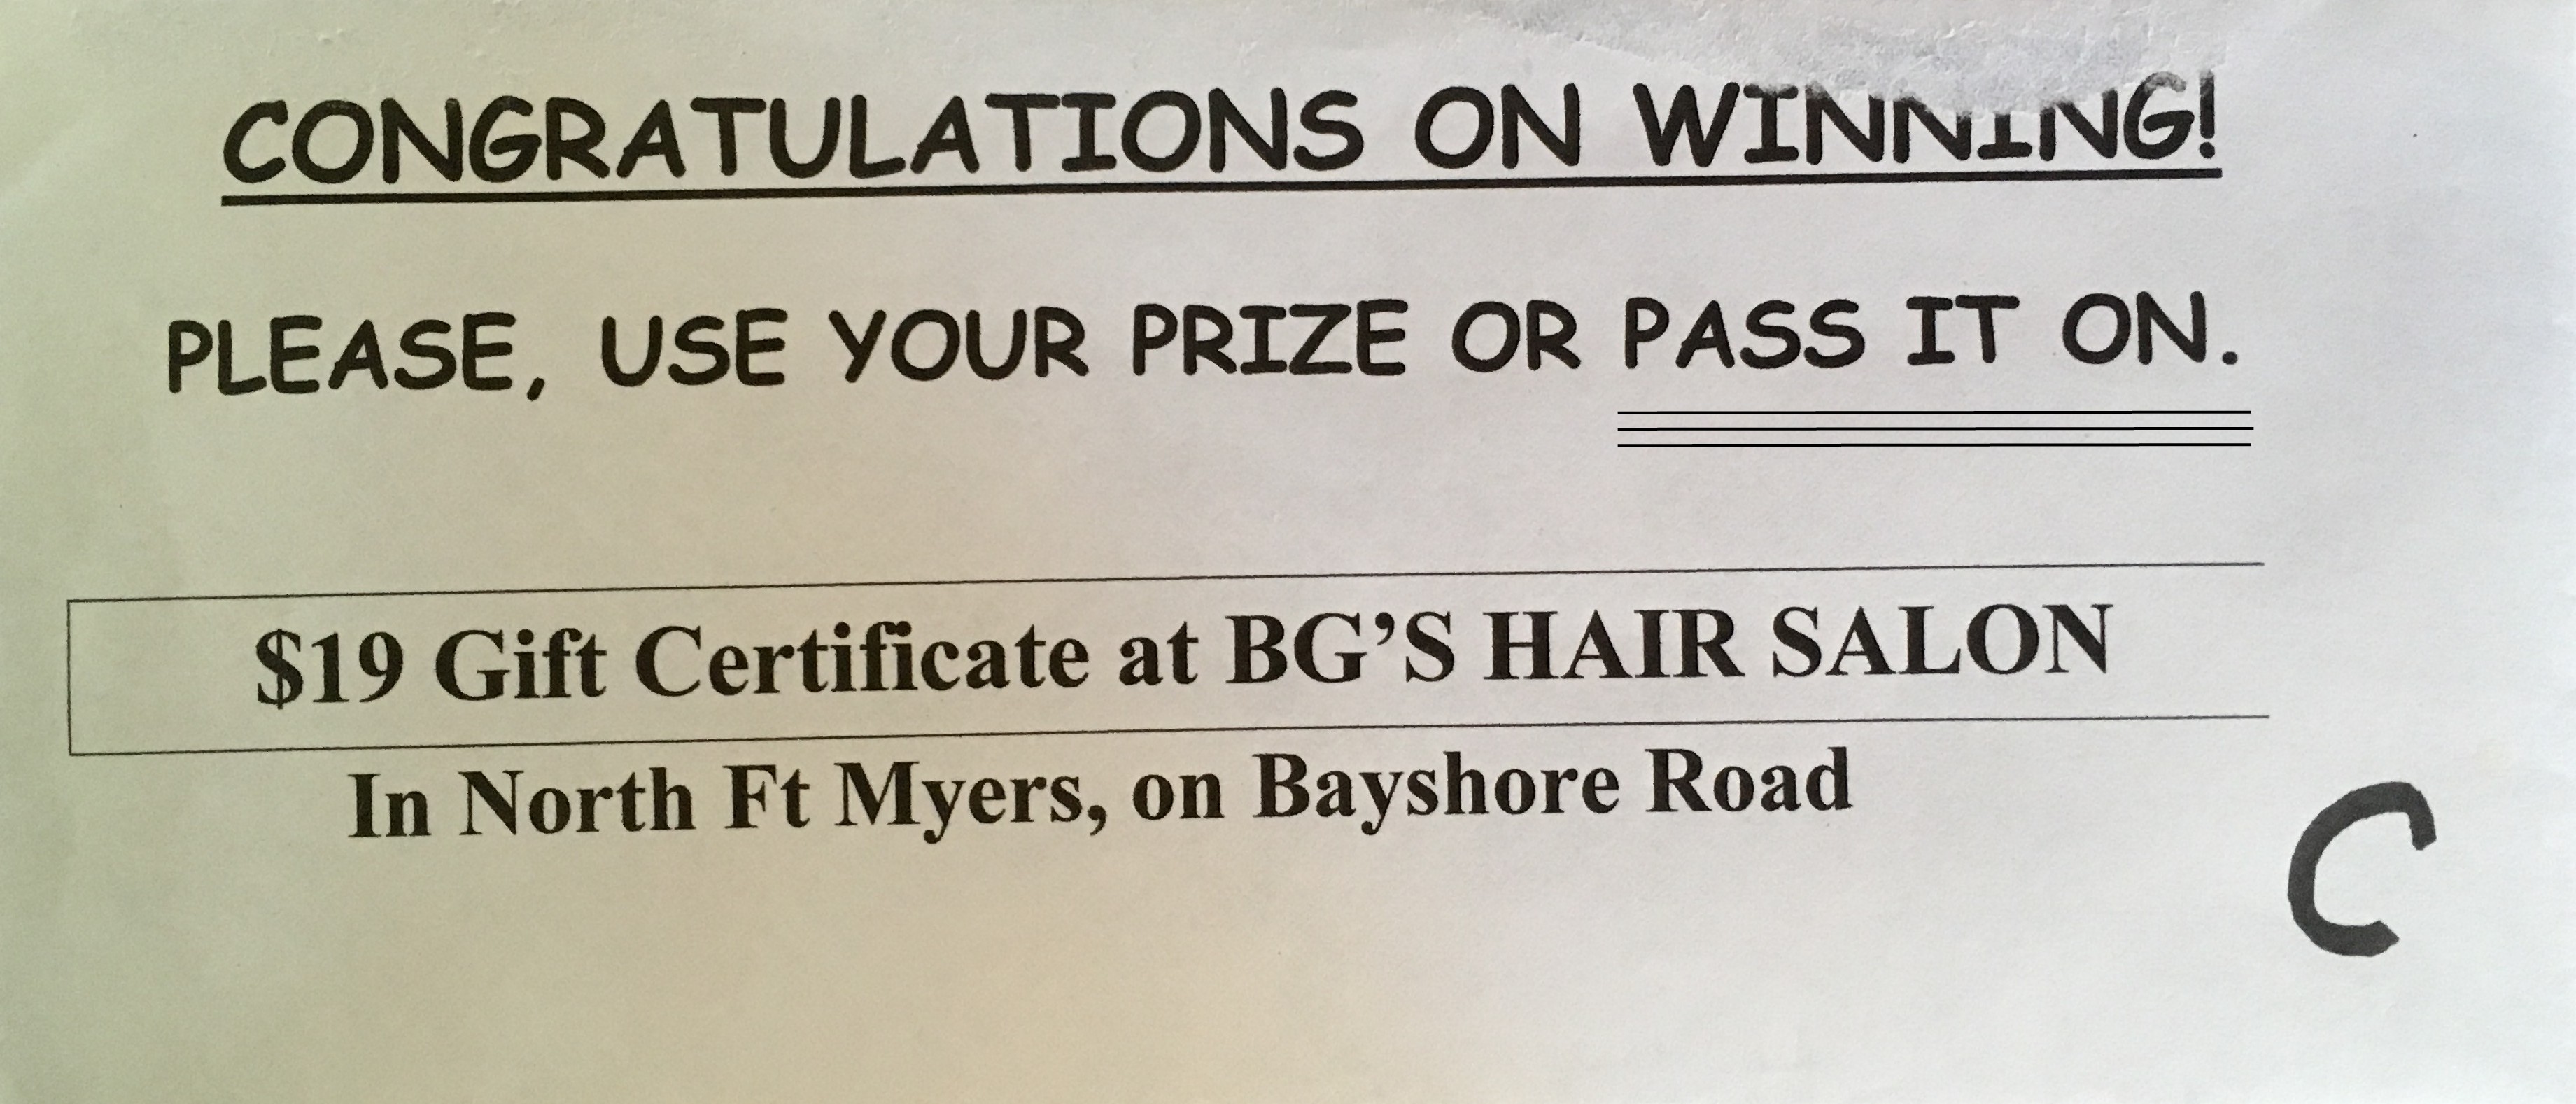 CONGRATULATIONS ON WINNING!
PLEASE, USE YOUR PRIZE OR PASS IT ON.
$19 Gift Certificate at BG’S HAIR SALON
In North Ft Myers, on Bayshore Road
C